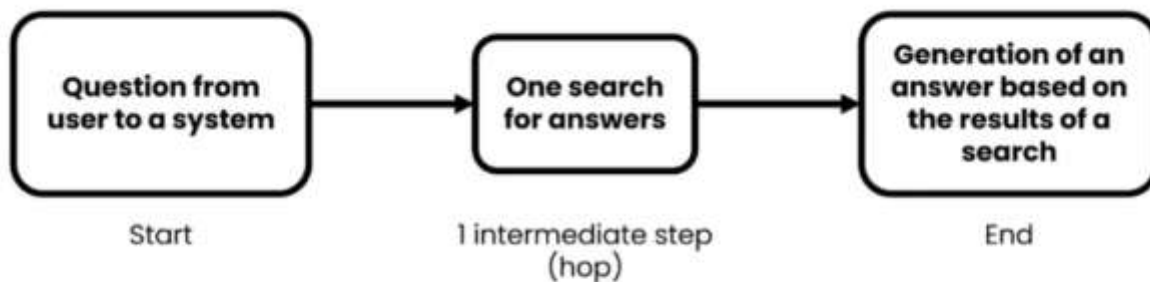 Question from
user to a system
One search
for answers
Generation of an
answer based on
the results of a
search
Start
1 intermediate step
(hop)
End